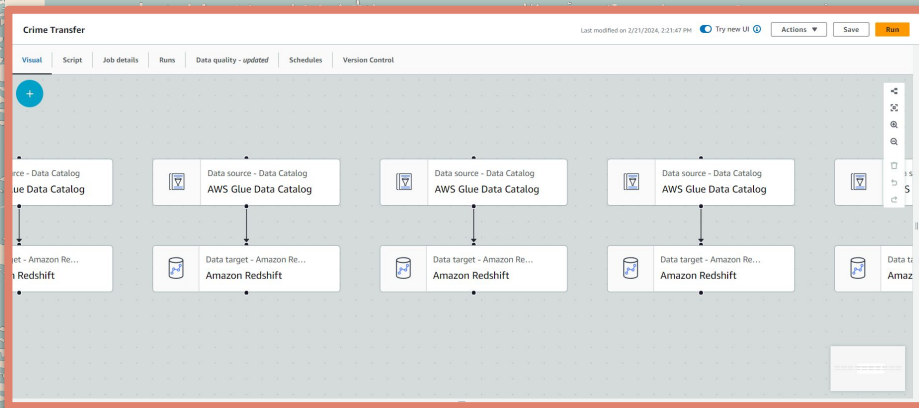 Crime Transfer
Last modified on 2/21/2024, 2:21:47 PM
Try new UI
Actions
Save
Run
Visual
Script
Job details
Runs
Data quality - updated
Schedules
Version Control
rce - Data Catalog
ue Data Catalog
Data source - Data Catalog
AWS Glue Data Catalog
Data source - Data Catalog
AWS Glue Data Catalog
Data source - Data Catalog
AWS Glue Data Catalog
et - Amazon Re...
Redshift
Data target - Amazon Re...
Amazon Redshift
Data target - Amazon Re...
Amazon Redshift
Data target - Amazon Re...
Amazon Redshift
Data ta
Amaz